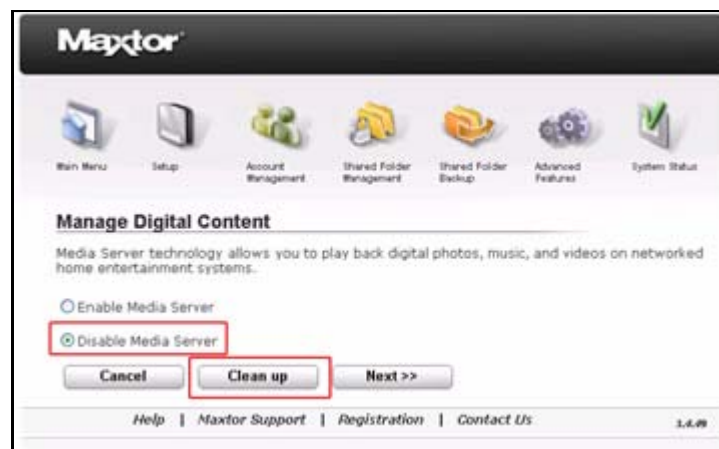 Maxtor
Main Menu
Setup
Account Management
Shared Folder Management
Shared Folder Backup
Advanced Features
System Status
Manage Digital Content
Media Server technology allows you to play back digital photos, music, and videos on networked
home entertainment systems.
Enable Media Server
Disable Media Server
Cancel
Clean up
Next >>
Help | Maxtor Support | Registration | Contact Us